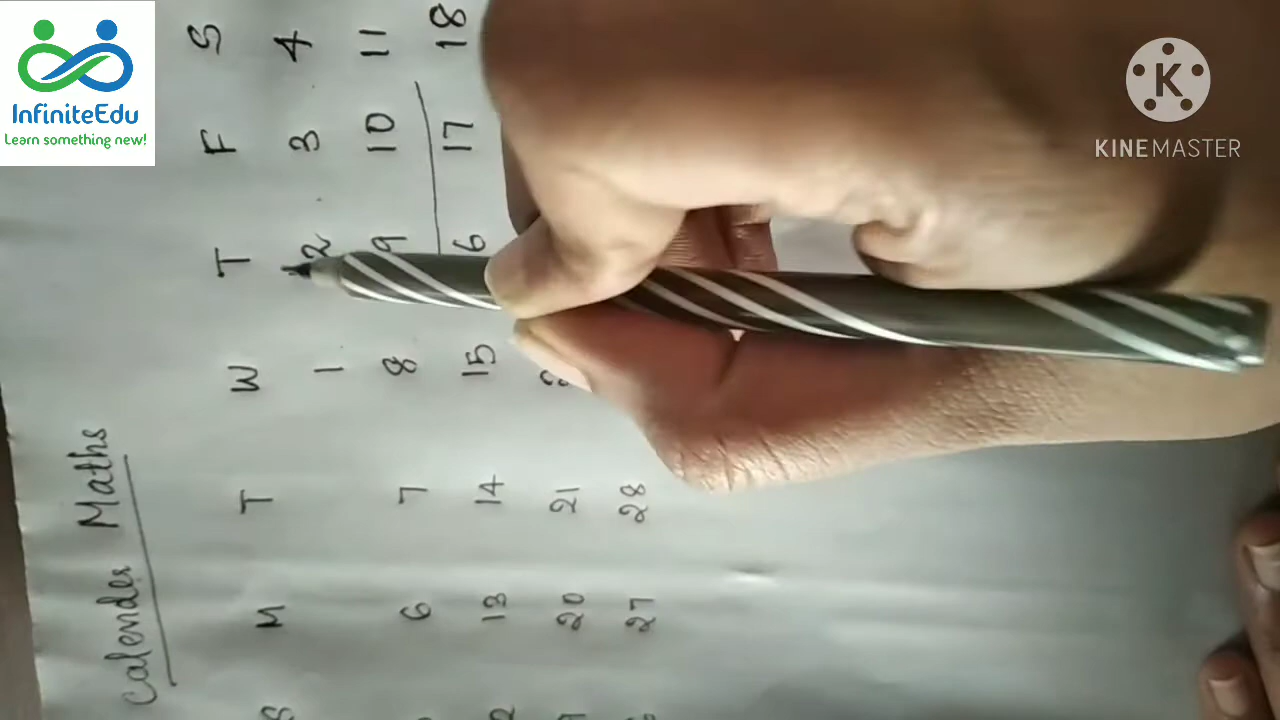 InfiniteEdu
Learn something new!
KINEMASTER
Calender Maths
S M T W T F S
1 2 3 4
6 7 8 9 10 11
13 14 15 6 17 18
20 21
27 28